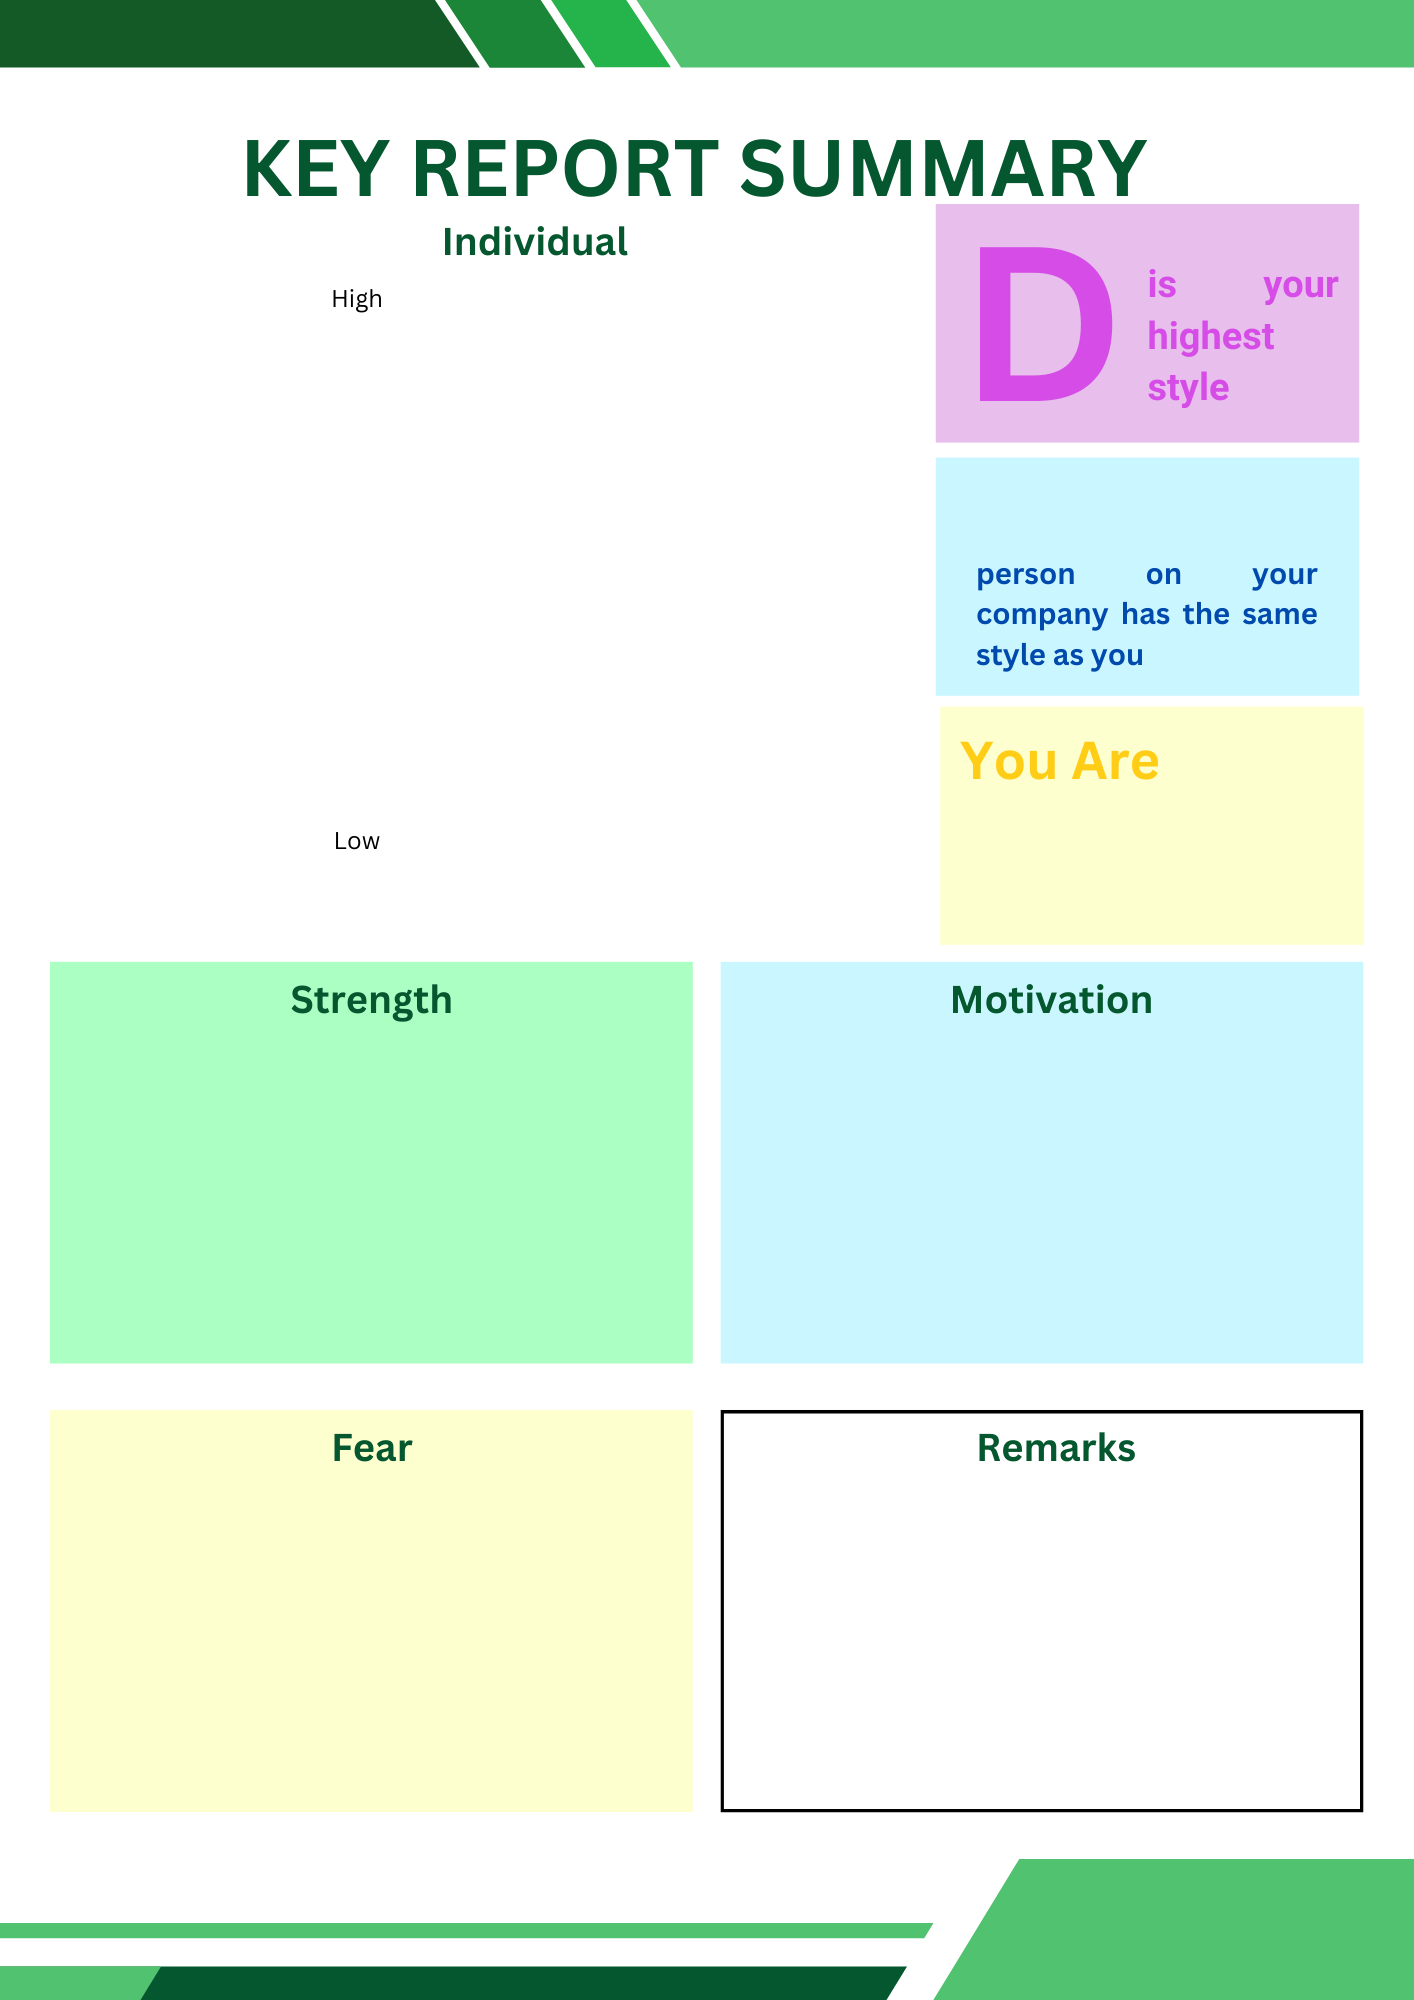 KEY REPORT SUMMARY
Individual
High
D
is your
highest
style
person on your
company has the same
style as you
You Are
Low
Strength
Motivation
Fear
Remarks